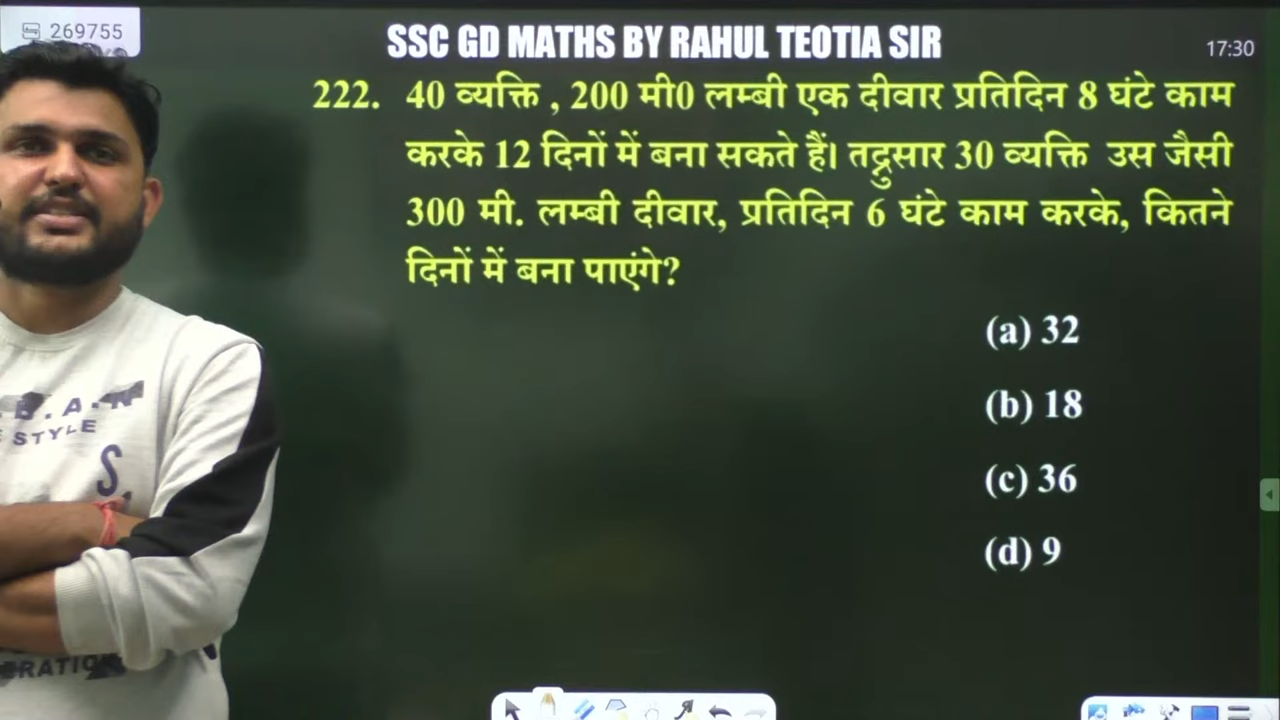 269755
SSC GD MATHS BY RAHUL TEOTIA SIR
17:30
222. 40 व्यक्ति , 200 मी0 लम्बी एक दीवार प्रतिदिन 8 घंटे काम
करके 12 दिनों में बना सकते हैं। तद्नुसार 30 व्यक्ति उस जैसी
300 मी. लम्बी दीवार, प्रतिदिन 6 घंटे काम करके, कितने
दिनों में बना पाएंगे?
(a) 32
(b) 18
(c) 36
(d) 9
STYLE
S